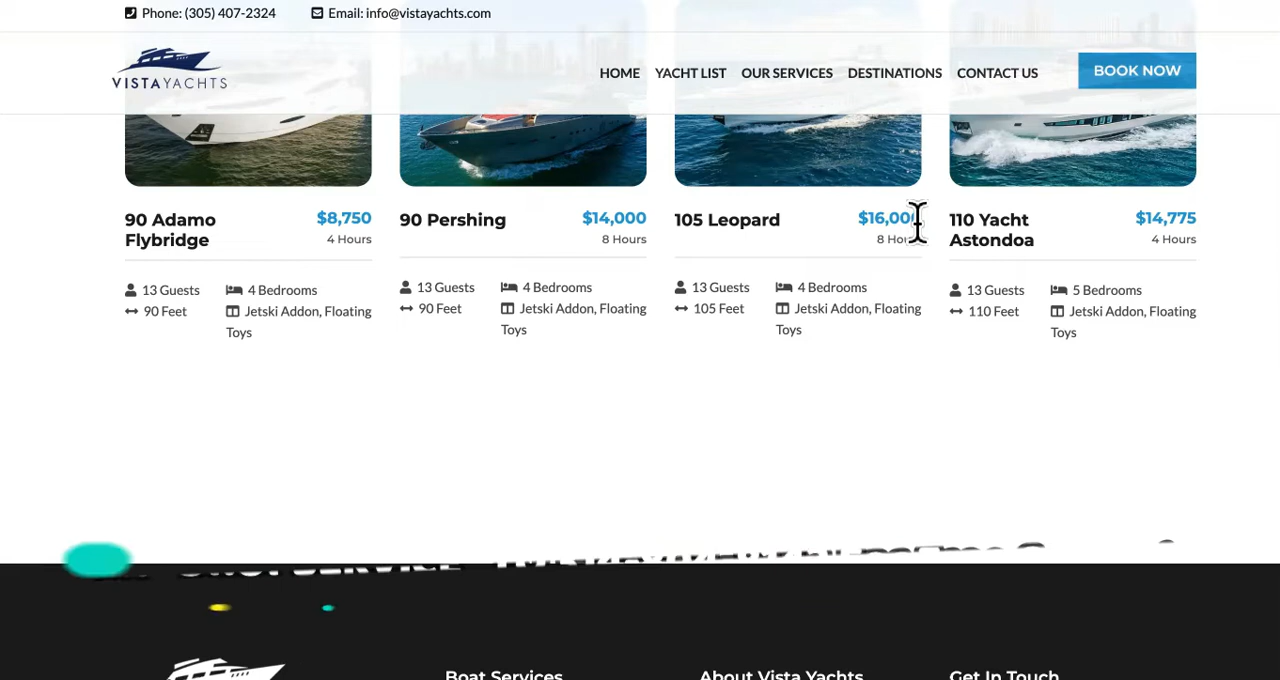 Phone: (305) 407-2324 Email: info@vistayachts.com
VISTAYACHTS
HOME YACHT LIST OUR SERVICES DESTINATIONS CONTACT US BOOK NOW
90 Adamo Flybridge $8,750 4 Hours
13 Guests 4 Bedrooms
90 Feet Jetski Addon, Floating Toys
90 Pershing $14,000 8 Hours
13 Guests 4 Bedrooms
90 Feet Jetski Addon, Floating Toys
105 Leopard
13 Guests 4 Bedrooms
105 Feet Jetski Addon, Floating Toys
110 Yacht Astondoa $14,775 4 Hours
13 Guests 5 Bedrooms
110 Feet Jetski Addon, Floating Toys
Boat Services About Vista Yachts Get In Touch